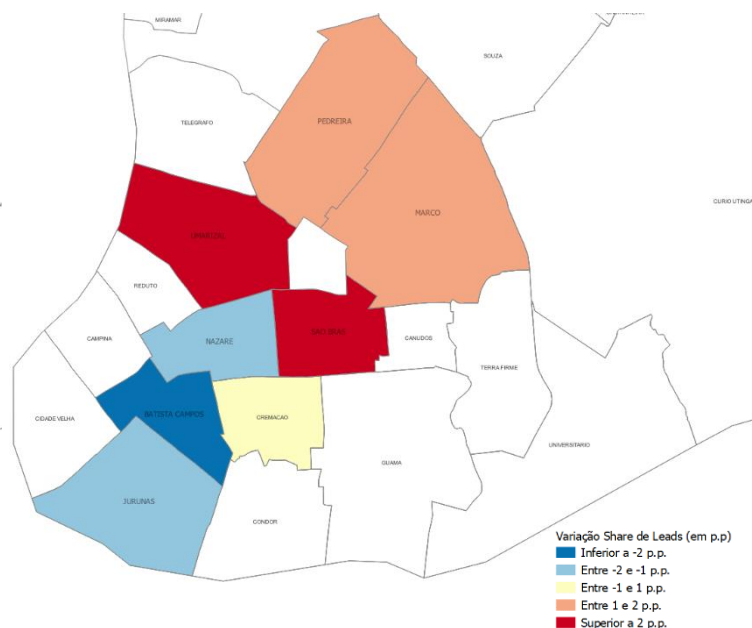 MIRAMAR
SOUZA
TELEGRAFO
PEDREIRA
CURIO UTINGA
MARCO
UMARIZAL
REDUTO
SAO BRAS
CAMPINA
NAZARE
CANUDOS
TERRA FIRME
CIDADE VELHA
BATISTA CAMPOS
CREMACAO
UNIVERSITARIO
GUAMA
JURUNAS
CONDOR
Variação Share de Leads (em p.p)
Inferior a -2 p.p.
Entre -2 e -1 p.p.
Entre -1 e 1 p.p.
Entre 1 e 2 p.p.
Superior a 2 p.p.